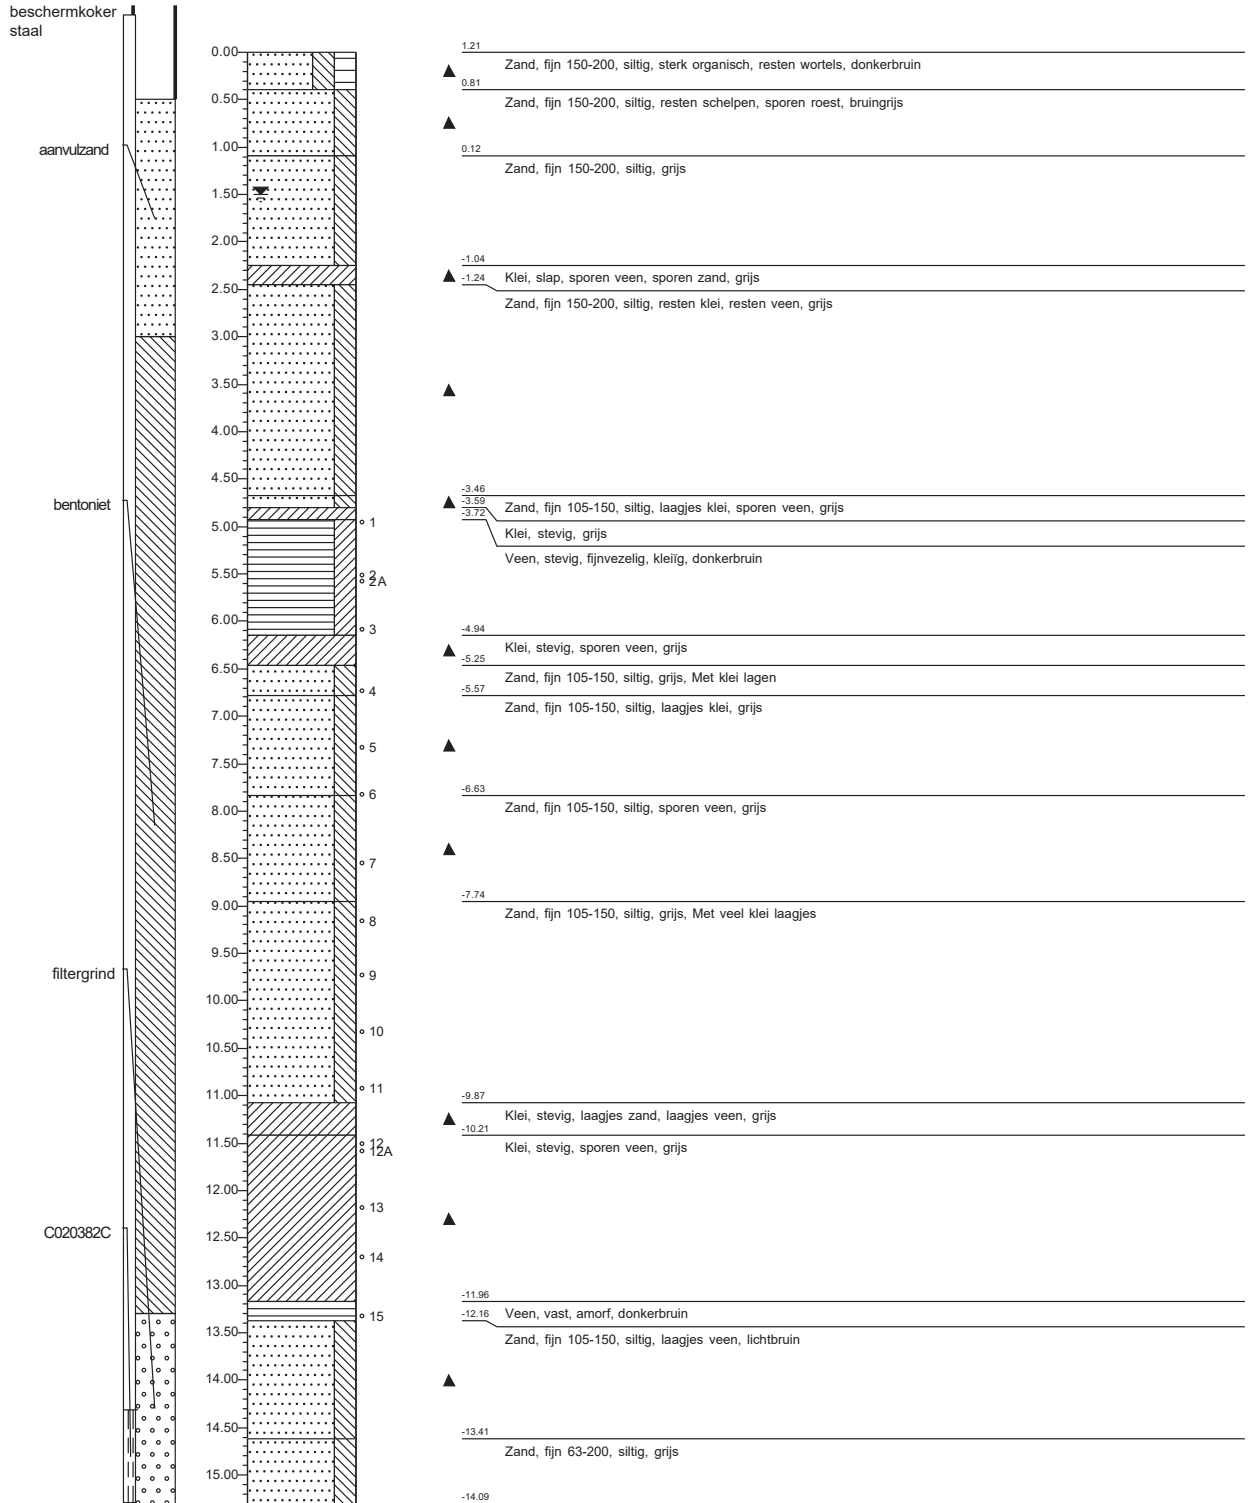 beschermkoker
staal
aanvulzand
bentoniet
filtergrind
C020382C
0.00
0.50
1.00
1.50
2.00
2.50
3.00
3.50
4.00
4.50
5.00
5.50
6.00
6.50
7.00
7.50
8.00
8.50
9.00
9.50
10.00
10.50
11.00
11.50
12.00
12.50
13.00
13.50
14.00
14.50
15.00
1
2
2A
3
4
5
6
7
8
9
10
11
12
12A
13
14
15
1.21
Zand, fijn 150-200, siltig, sterk organisch, resten wortels, donkerbruin
0.81
Zand, fijn 150-200, siltig, resten schelpen, sporen roest, bruingrijs
0.12
Zand, fijn 150-200, siltig, grijs
-1.04
Klei, slap, sporen veen, sporen zand, grijs
-1.24
Zand, fijn 150-200, siltig, resten klei, resten veen, grijs
-3.46
Zand, fijn 105-150, siltig, laagjes klei, sporen veen, grijs
-3.59
Klei, stevig, grijs
-3.72
Veen, stevig, fijnvezelig, kleiïg, donkerbruin
-4.94
Klei, stevig, sporen veen, grijs
-5.25
Zand, fijn 105-150, siltig, grijs, Met klei lagen
-5.57
Zand, fijn 105-150, siltig, laagjes klei, grijs
-6.63
Zand, fijn 105-150, siltig, sporen veen, grijs
-7.74
Zand, fijn 105-150, siltig, grijs, Met veel klei laagjes
-9.87
Klei, stevig, laagjes zand, laagjes veen, grijs
-10.21
Klei, stevig, sporen veen, grijs
-11.96
Veen, vast, amorf, donkerbruin
-12.16
Zand, fijn 105-150, siltig, laagjes veen, lichtbruin
-13.41
Zand, fijn 63-200, siltig, grijs
-14.09